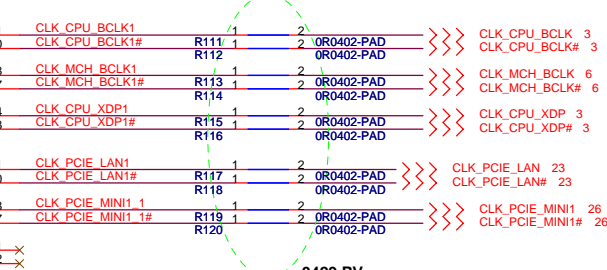 CLK_CPU_BCLK1 1 2 CLK_CPU_BCLK 3
CLK_CPU_BCLK1# R111 1 2 0R0402-PAD CLK_CPU_BCLK# 3
R112 0R0402-PAD
CLK_MCH_BCLK1 1 2 CLK_MCH_BCLK 6
CLK_MCH_BCLK1# R113 1 2 0R0402-PAD CLK_MCH_BCLK# 6
R114 0R0402-PAD
CLK_CPU_XDP1 1 2 CLK_CPU_XDP 3
CLK_CPU_XDP1# R115 1 2 0R0402-PAD CLK_CPU_XDP# 3
R116 0R0402-PAD
CLK_PCIE_LAN1 1 2 CLK_PCIE_LAN 23
CLK_PCIE_LAN1# R117 1 2 0R0402-PAD CLK_PCIE_LAN# 23
R118 0R0402-PAD
CLK_PCIE_MINI1_1 1 2 CLK_PCIE_MINI1 26
CLK_PCIE_MINI1_1# R119 1 2 0R0402-PAD CLK_PCIE_MINI1# 26
R120 0R0402-PAD